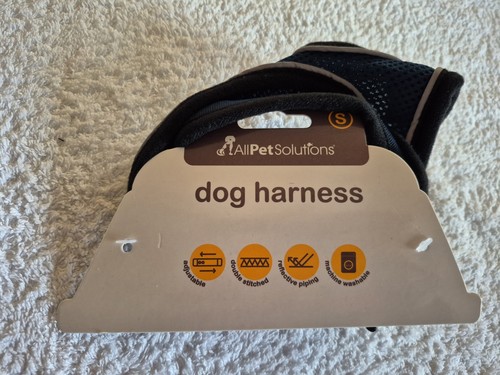 S
AllPetSolutions
dog harness
adjustable
double stitched
reflective piping
machine washable